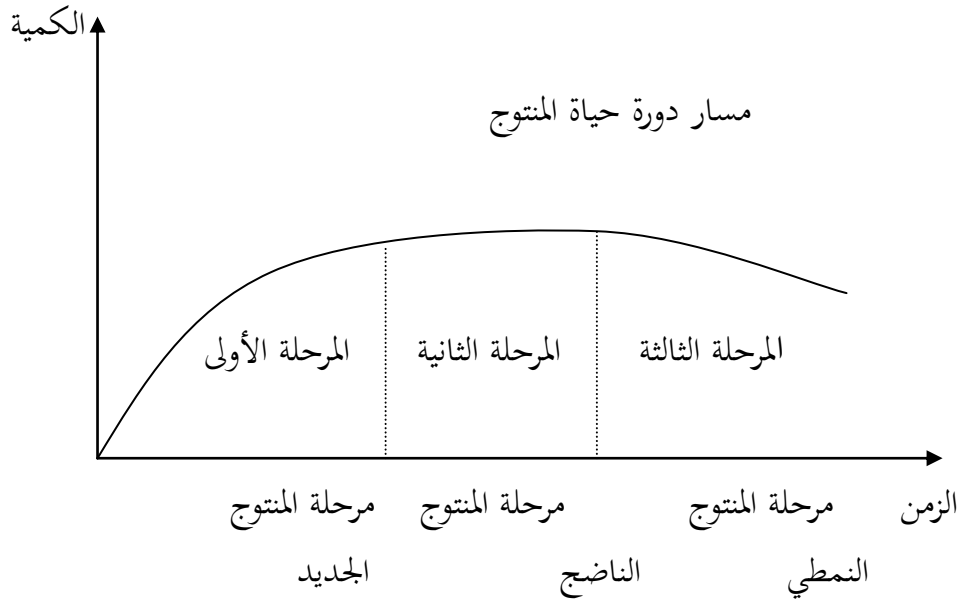 الكمية
مسار دورة حياة المنتوج
المرحلة الأولى
المرحلة الثانية
المرحلة الثالثة
الزمن
مرحلة المنتوج
الجديد
مرحلة المنتوج
الناضج
مرحلة المنتوج
النمطي